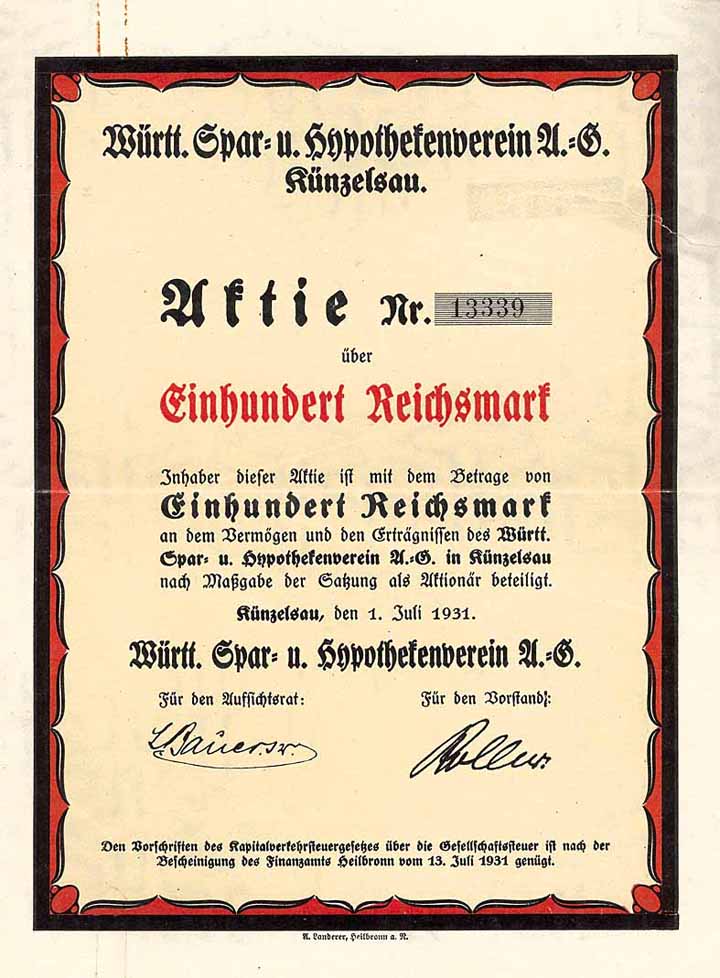 Württ. Spar- u. Hypothekenverein A.-G.
Künzelsau.
Aktie Nr. 13339
über
Einhundert Reichsmark
Inhaber dieser Aktie ist mit dem Betrage von
Einhundert Reichsmark
an dem Vermögen und den Erträgnissen des Württ.
Spar- u. Hypothekenverein A.-G. in Künzelsau
nach Maßgabe der Satzung als Aktionär beteiligt.
Künzelsau, den 1. Juli 1931.
Württ. Spar- u. Hypothekenverein A.-G.
Für den Aufsichtsrat: Für den Vorstand:
Den Vorschriften des Kapitalverkehrsteuergesetzes über die Gesellschaftsteuer ist nach der
Bescheinigung des Finanzamts Heilbronn vom 13. Juli 1931 genügt.
A. Landerer, Heilbronn a. N.